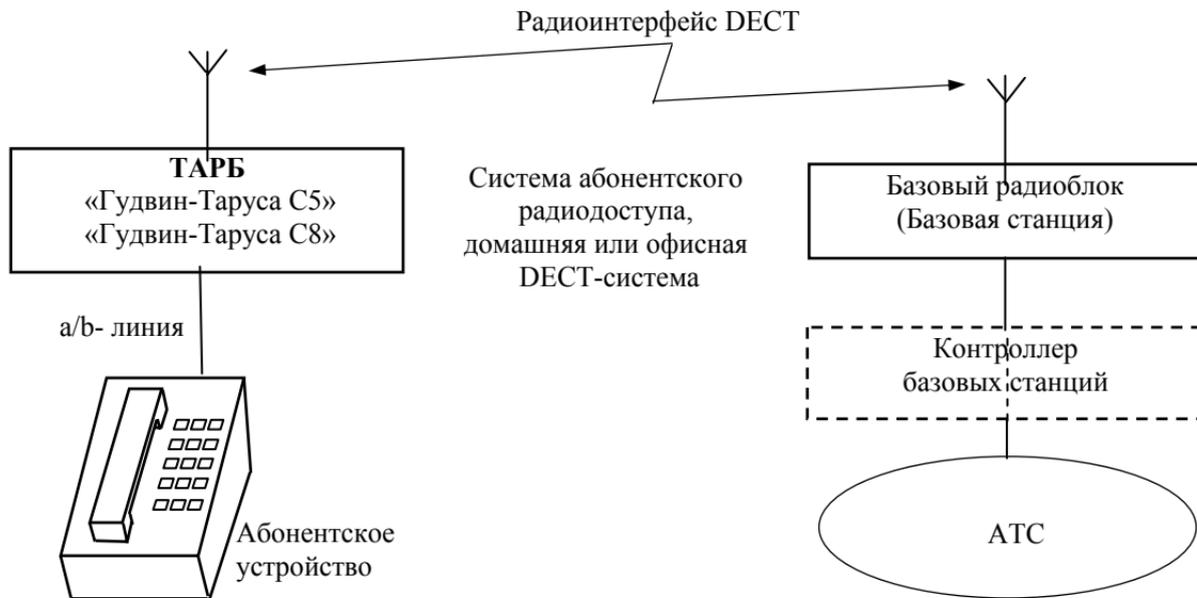 Радиоинтерфейс DECT
ТАРБ
«Гудвин-Таруса С5»
«Гудвин-Таруса С8»
Система абонентского
радиодоступа,
домашняя или офисная
DECT-система
Базовый радиоблок
(Базовая станция)
a/b- линия
Контроллер
базовых станций
Абонентское
устройство
АТС